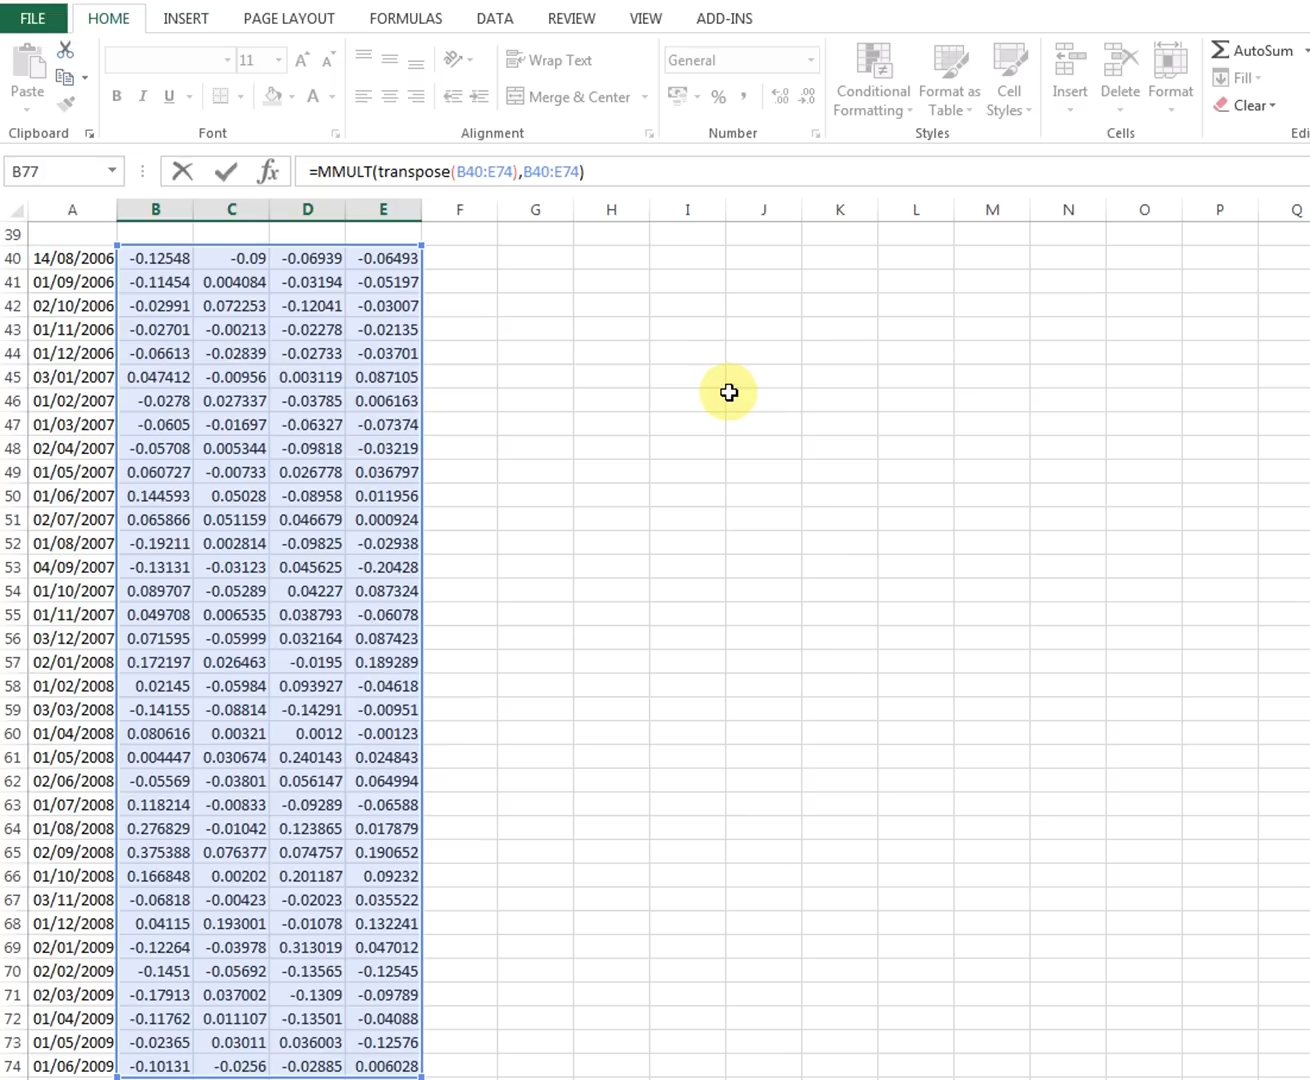 FILE HOME INSERT PAGE LAYOUT FORMULAS DATA REVIEW VIEW ADD-INS
11 A A Wrap Text General AutoSum
Paste Conditional Format as Cell Insert Delete Format Fill
B I U A Merge & Center % , .00 .0 Formatting Table Styles Clear
Clipboard Font Alignment Number Styles Cells Edi
B77 fx =MMULT(transpose(B40:E74),B40:E74)
A B C D E F G H I J K L M N O P Q
39
40 14/08/2006 -0.12548 -0.09 -0.06939 -0.06493
41 01/09/2006 -0.11454 0.004084 -0.03194 -0.05197
42 02/10/2006 -0.02991 0.072253 -0.12041 -0.03007
43 01/11/2006 -0.02701 -0.00213 -0.02278 -0.02135
44 01/12/2006 -0.06613 -0.02839 -0.02733 -0.03701
45 03/01/2007 0.047412 -0.00956 0.003119 0.087105
46 01/02/2007 -0.0278 0.027337 -0.03785 0.006163
47 01/03/2007 -0.0605 -0.01697 -0.06327 -0.07374
48 02/04/2007 -0.05708 0.005344 -0.09818 -0.03219
49 01/05/2007 0.060727 -0.00733 0.026778 0.036797
50 01/06/2007 0.144593 0.05028 -0.08958 0.011956
51 02/07/2007 0.065866 0.051159 0.046679 0.000924
52 01/08/2007 -0.19211 0.002814 -0.09825 -0.02938
53 04/09/2007 -0.13131 -0.03123 0.045625 -0.20428
54 01/10/2007 0.089707 -0.05289 0.04227 0.087324
55 01/11/2007 0.049708 0.006535 0.038793 -0.06078
56 03/12/2007 0.071595 -0.05999 0.032164 0.087423
57 02/01/2008 0.172197 0.026463 -0.0195 0.189289
58 01/02/2008 0.02145 -0.05984 0.093927 -0.04618
59 03/03/2008 -0.14155 -0.08814 -0.14291 -0.00951
60 01/04/2008 0.080616 0.00321 0.0012 -0.00123
61 01/05/2008 0.004447 0.030674 0.240143 0.024843
62 02/06/2008 -0.05569 -0.03801 0.056147 0.064994
63 01/07/2008 0.118214 -0.00833 -0.09289 -0.06588
64 01/08/2008 0.276829 -0.01042 0.123865 0.017879
65 02/09/2008 0.375388 0.076377 0.074757 0.190652
66 01/10/2008 0.166848 0.00202 0.201187 0.09232
67 03/11/2008 -0.06818 -0.00423 -0.02023 0.035522
68 01/12/2008 0.04115 0.193001 -0.01078 0.132241
69 02/01/2009 -0.12264 -0.03978 0.313019 0.047012
70 02/02/2009 -0.1451 -0.05692 -0.13565 -0.12545
71 02/03/2009 -0.17913 0.037002 -0.1309 -0.09789
72 01/04/2009 -0.11762 0.011107 -0.13501 -0.04088
73 01/05/2009 -0.02365 0.03011 0.036003 -0.12576
74 01/06/2009 -0.10131 -0.0256 -0.02885 0.006028